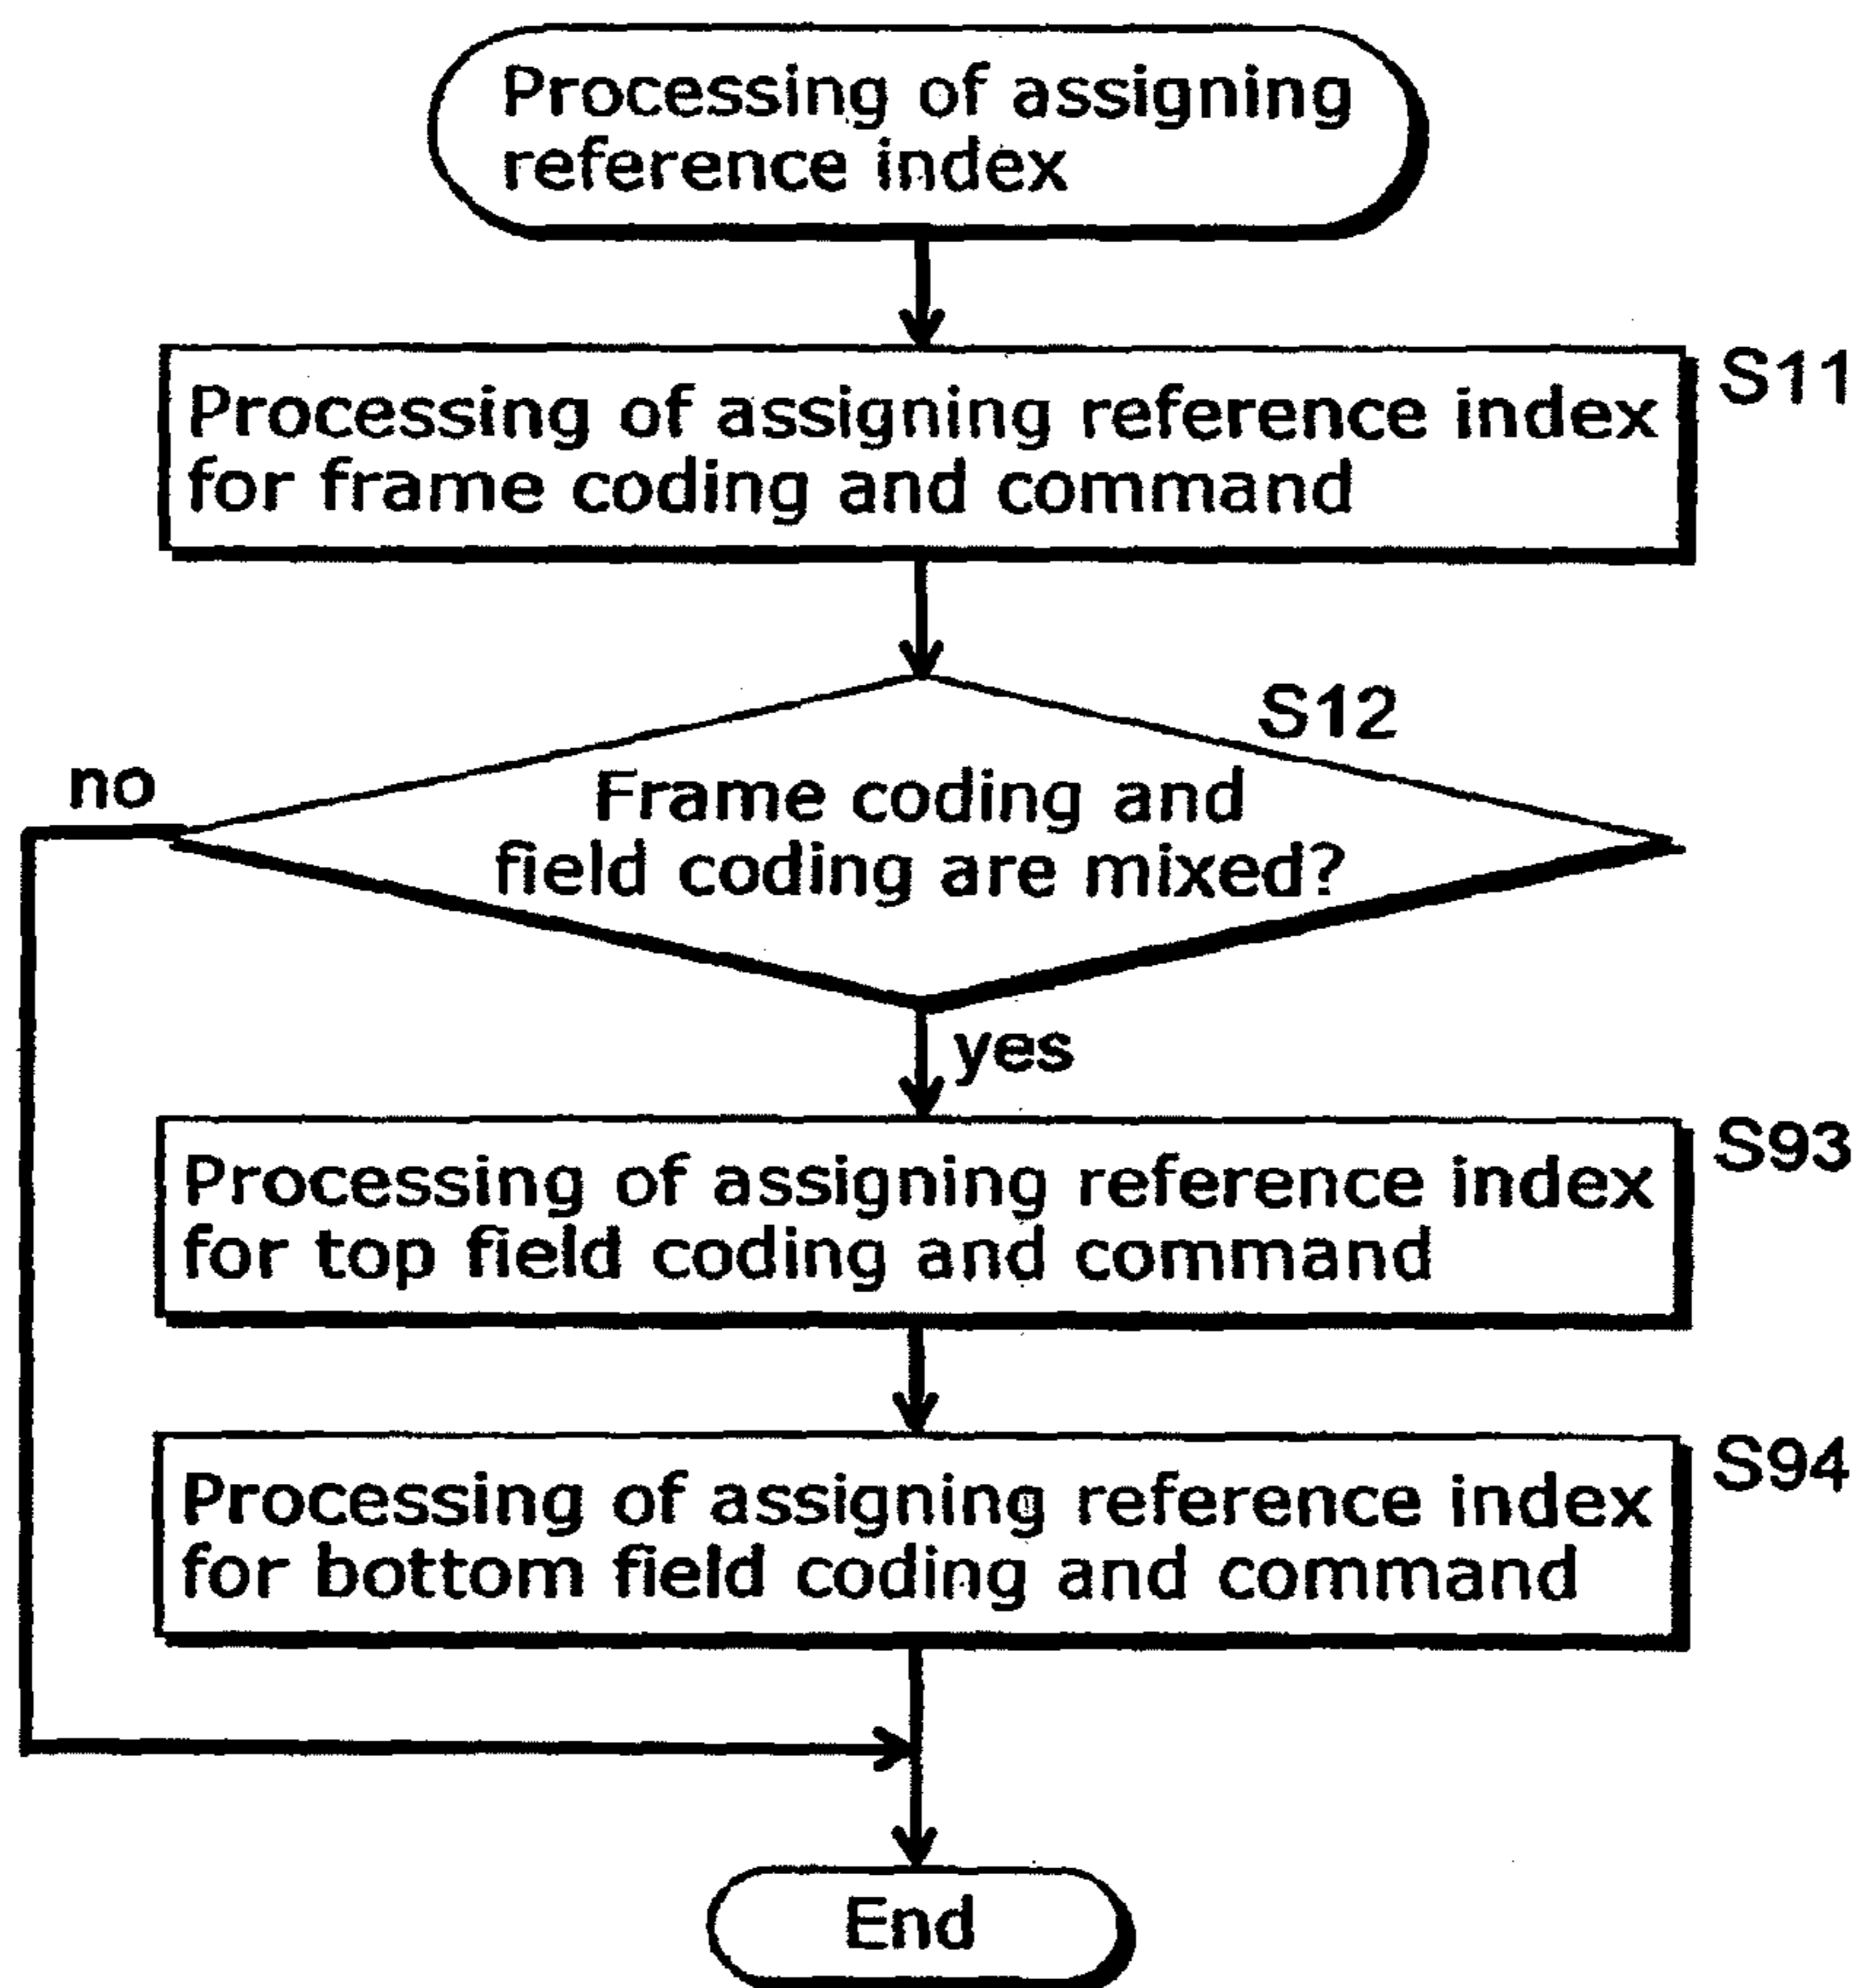 Processing of assigning
reference index
Processing of assigning reference index
for frame coding and command
S11
S12
no
Frame coding and
field coding are mixed?
yes
Processing of assigning reference index
for top field coding and command
S93
Processing of assigning reference index
for bottom field coding and command
S94
End